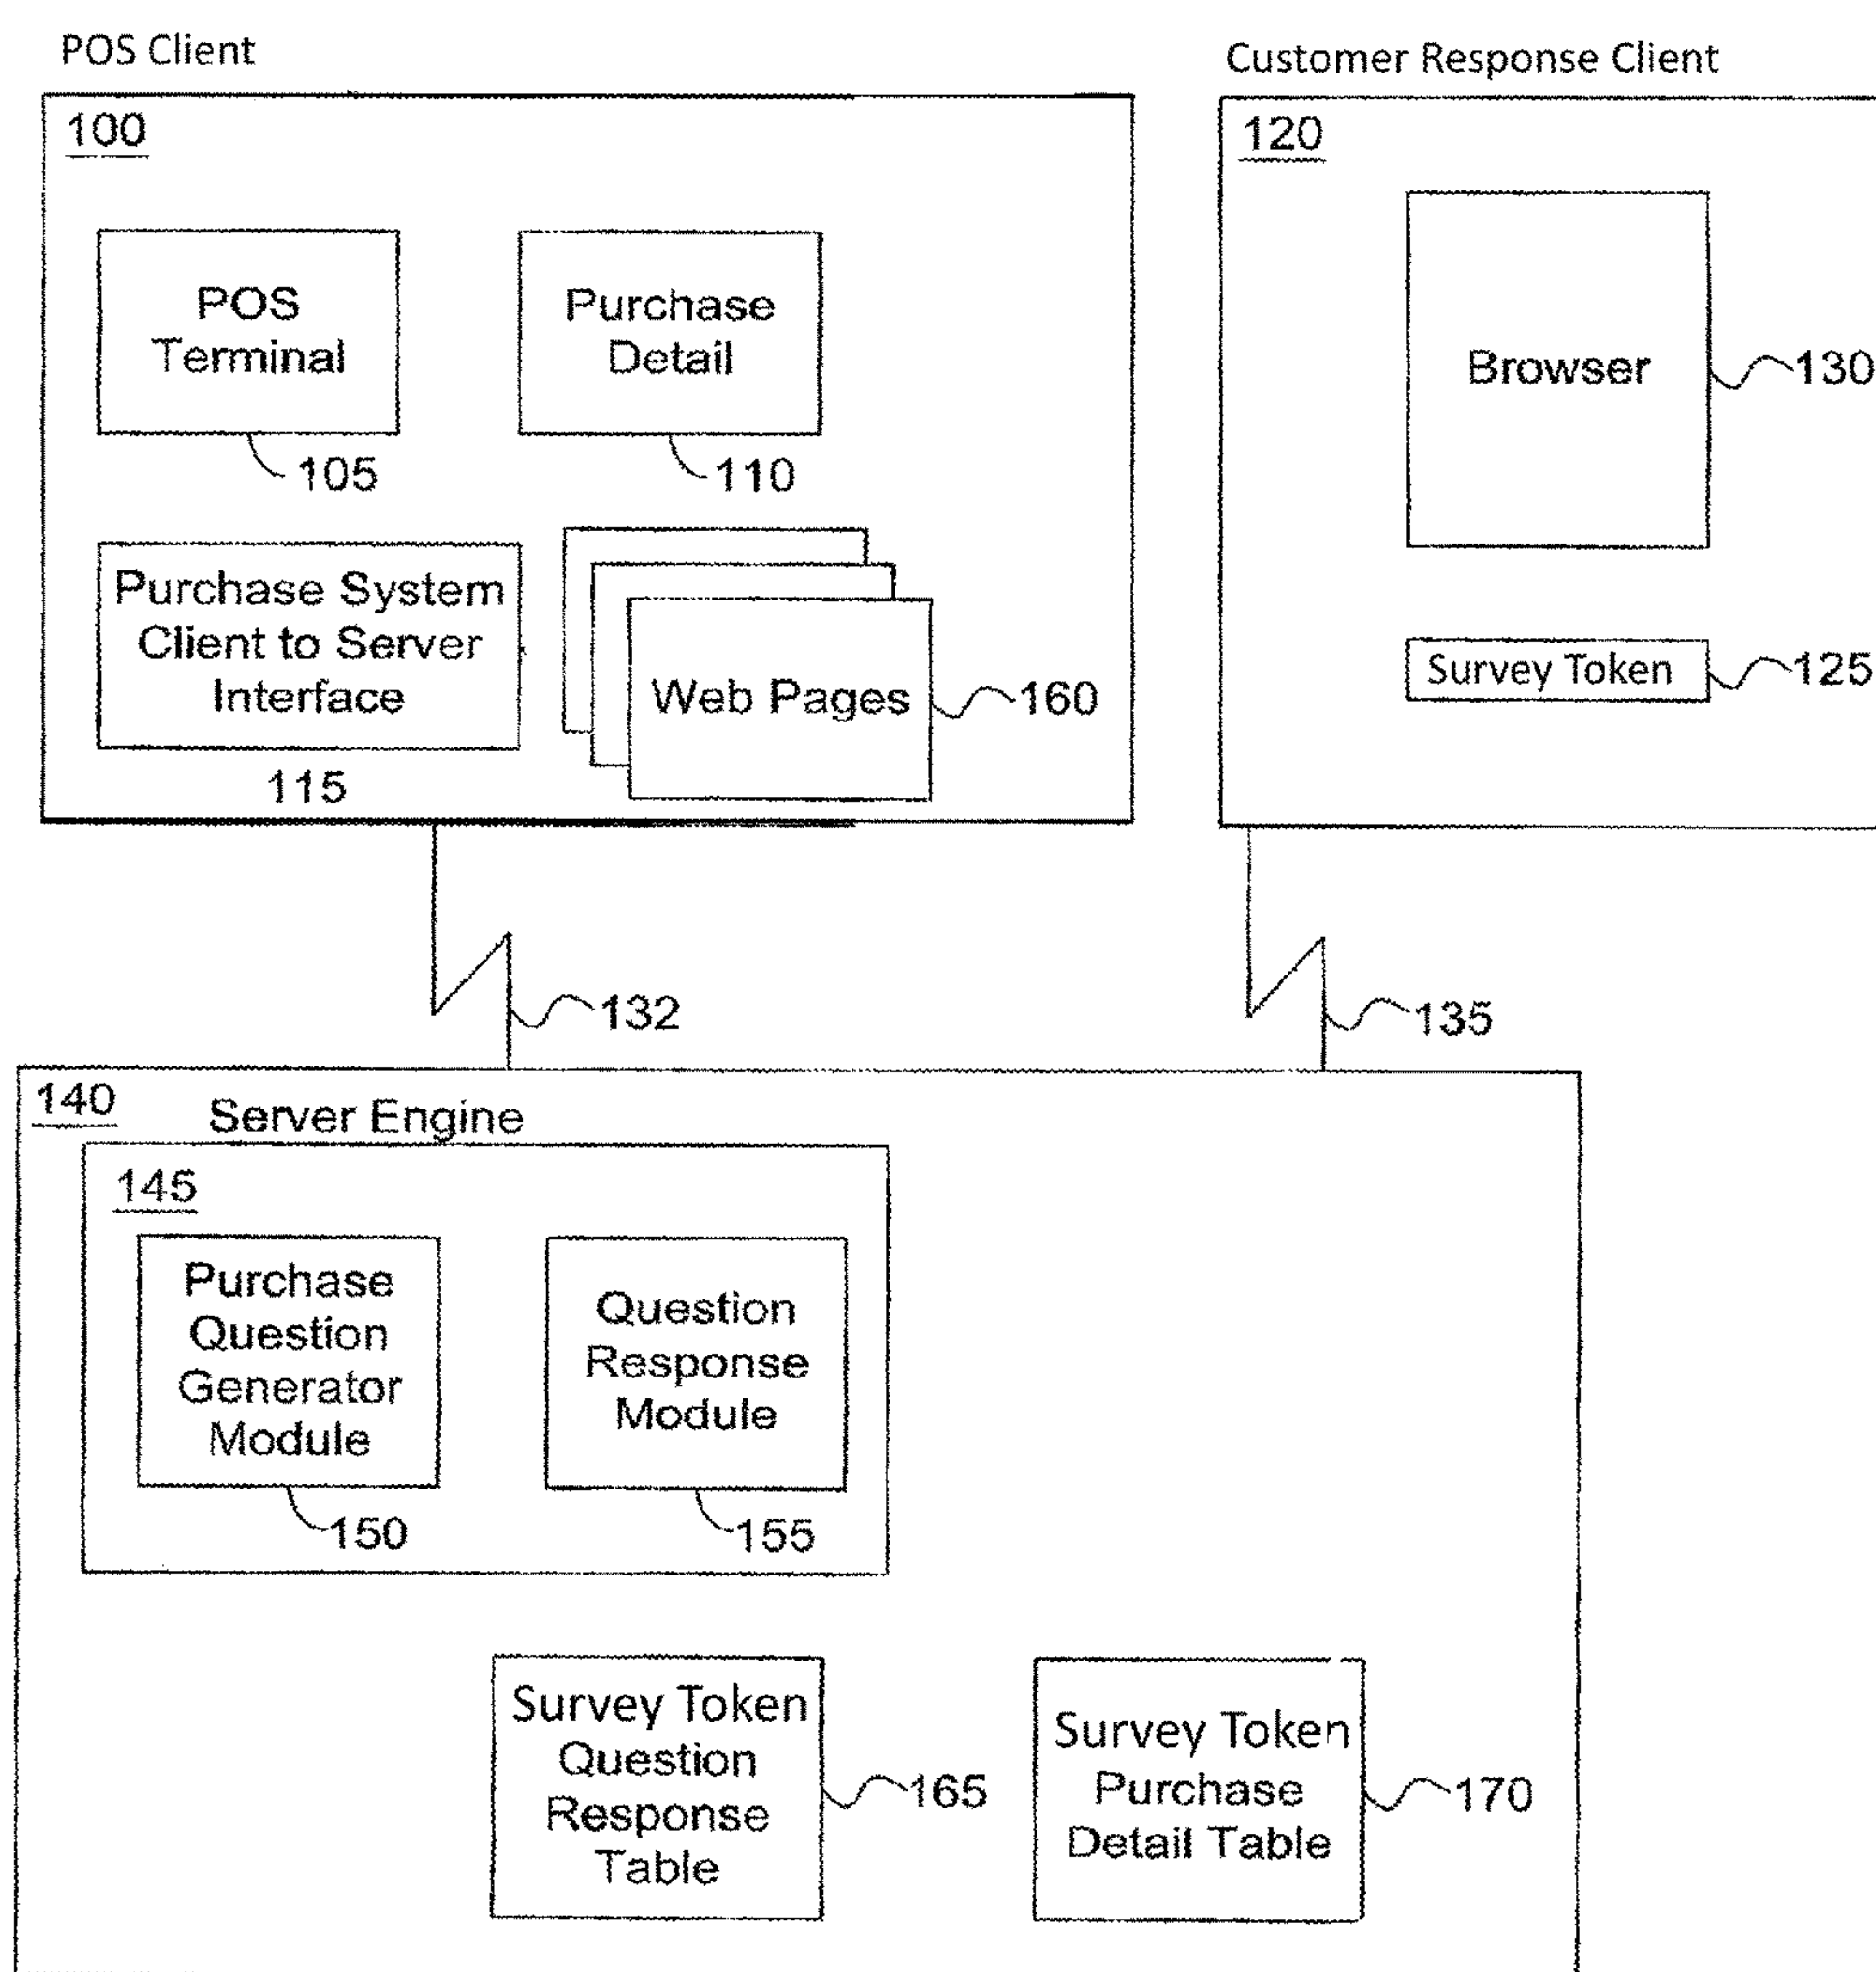 POS Client
100
POS
Terminal
105
Purchase
Detail
110
Purchase System
Client to Server
Interface
115
Web Pages
160
Customer Response Client
120
Browser
130
Survey Token
125
132
135
140
Server Engine
145
Purchase
Question
Generator
Module
150
Question
Response
Module
155
Survey Token
Question
Response
Table
165
Survey Token
Purchase
Detail Table
170